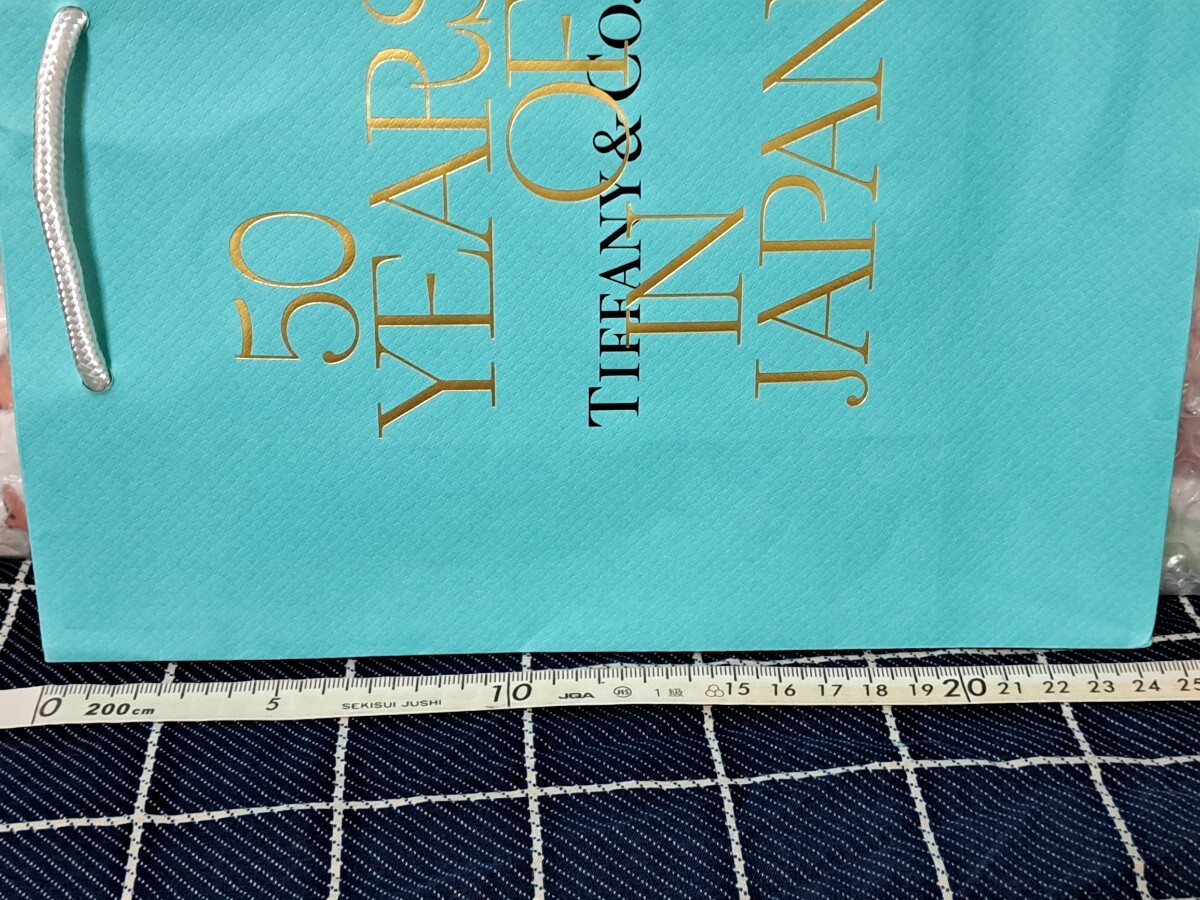 50
YEARS
OF
TIFFANY & CO.
IN
JAPAN
0 200cm 5 SEKISUI JUSHI 10 JQA JIS 1級 15 16 17 18 19 20 21 22 23 24 25